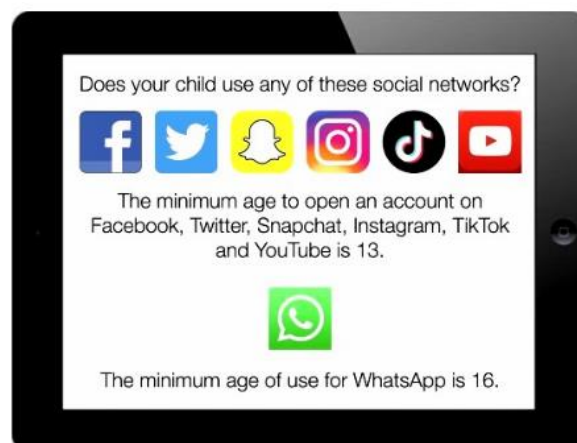 Does your child use any of these social networks?
The minimum age to open an account on
Facebook, Twitter, Snapchat, Instagram, TikTok
and YouTube is 13.
The minimum age of use for WhatsApp is 16.